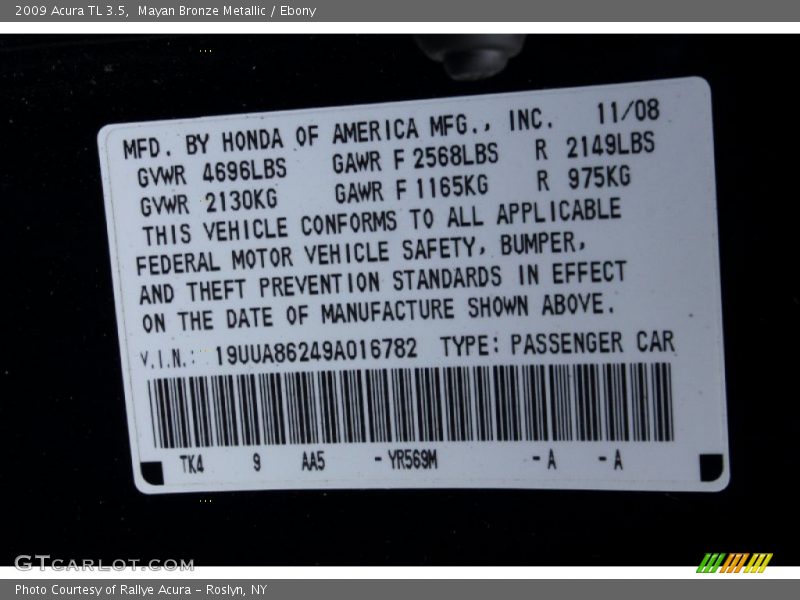 2009 Acura TL 3.5,  Mayan Bronze Metallic / Ebony
MFD. BY HONDA OF AMERICA MFG., INC. 11/08
GVWR 4696LBS GAWR F 2568LBS R 2149LBS
GVWR 2130KG GAWR F 1165KG R 975KG
THIS VEHICLE CONFORMS TO ALL APPLICABLE
FEDERAL MOTOR VEHICLE SAFETY, BUMPER,
AND THEFT PREVENTION STANDARDS IN EFFECT
ON THE DATE OF MANUFACTURE SHOWN ABOVE.
V.I.N.: 19UUA86249A016782 TYPE: PASSENGER CAR
TK4 9 AA5 -YR569M -A -A
GTCARLOT.COM
Photo Courtesy of Rallye Acura – Roslyn, NY